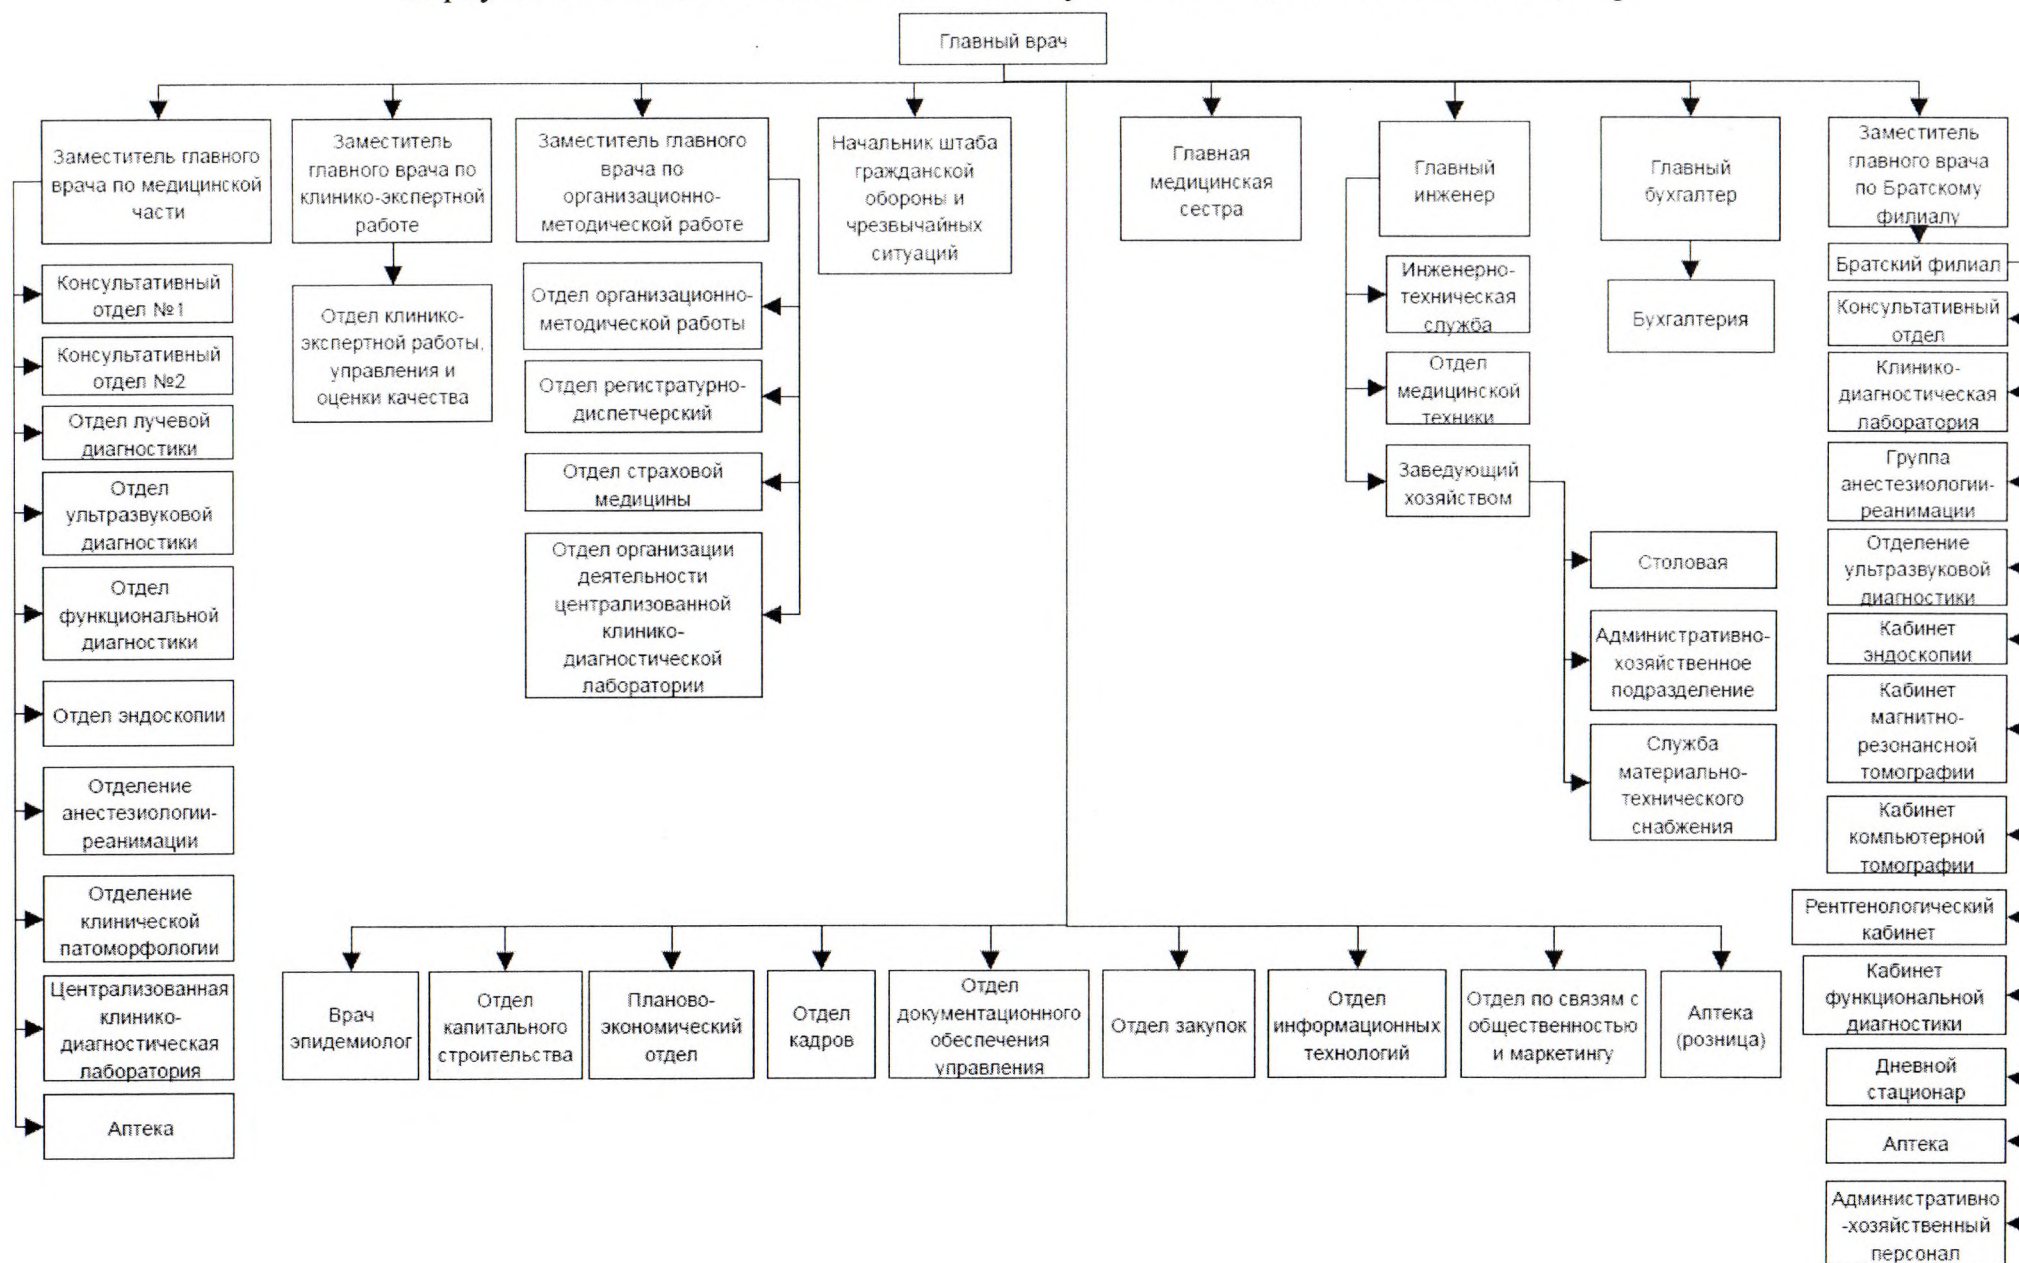 Главный врач
Заместитель главного
врача по медицинской
части
Консультативный
отдел №1
Консультативный
отдел №2
Отдел лучевой
диагностики
Отдел
ультразвуковой
диагностики
Отдел
функциональной
диагностики
Отдел эндоскопии
Отделение
анестезиологии-
реанимации
Отделение
клинической
патоморфологии
Централизованная
клинико-
диагностическая
лаборатория
Аптека
Заместитель
главного врача по
клинико-экспертной
работе
Отдел клинико-
экспертной работы,
управления и
оценки качества
Заместитель главного
врача по
организационно-
методической работе
Отдел организационно-
методической работы
Отдел регистратурно-
диспетчерский
Отдел страховой
медицины
Отдел организации
деятельности
централизованной
клинико-
диагностической
лаборатории
Начальник штаба
гражданской
обороны и
чрезвычайных
ситуаций
Главная
медицинская
сестра
Главный
инженер
Инженерно-
техническая
служба
Отдел
медицинской
техники
Заведующий
хозяйством
Столовая
Административно-
хозяйственное
подразделение
Служба
материально-
технического
снабжения
Главный
бухгалтер
Бухгалтерия
Заместитель
главного врача
по Братскому
филиалу
Братский филиал
Консультативный
отдел
Клинико-
диагностическая
лаборатория
Группа
анестезиологии-
реанимации
Отделение
ультразвуковой
диагностики
Кабинет
эндоскопии
Кабинет
магнитно-
резонансной
томографии
Кабинет
компьютерной
томографии
Рентгенологический
кабинет
Кабинет
функциональной
диагностики
Дневной
стационар
Аптека
Административно
-хозяйственный
персонал
Врач
эпидемиолог
Отдел
капитального
строительства
Планово-
экономический
отдел
Отдел
кадров
Отдел
документационного
обеспечения
управления
Отдел закупок
Отдел
информационных
технологий
Отдел по связям с
общественностью
и маркетингу
Аптека
(розница)